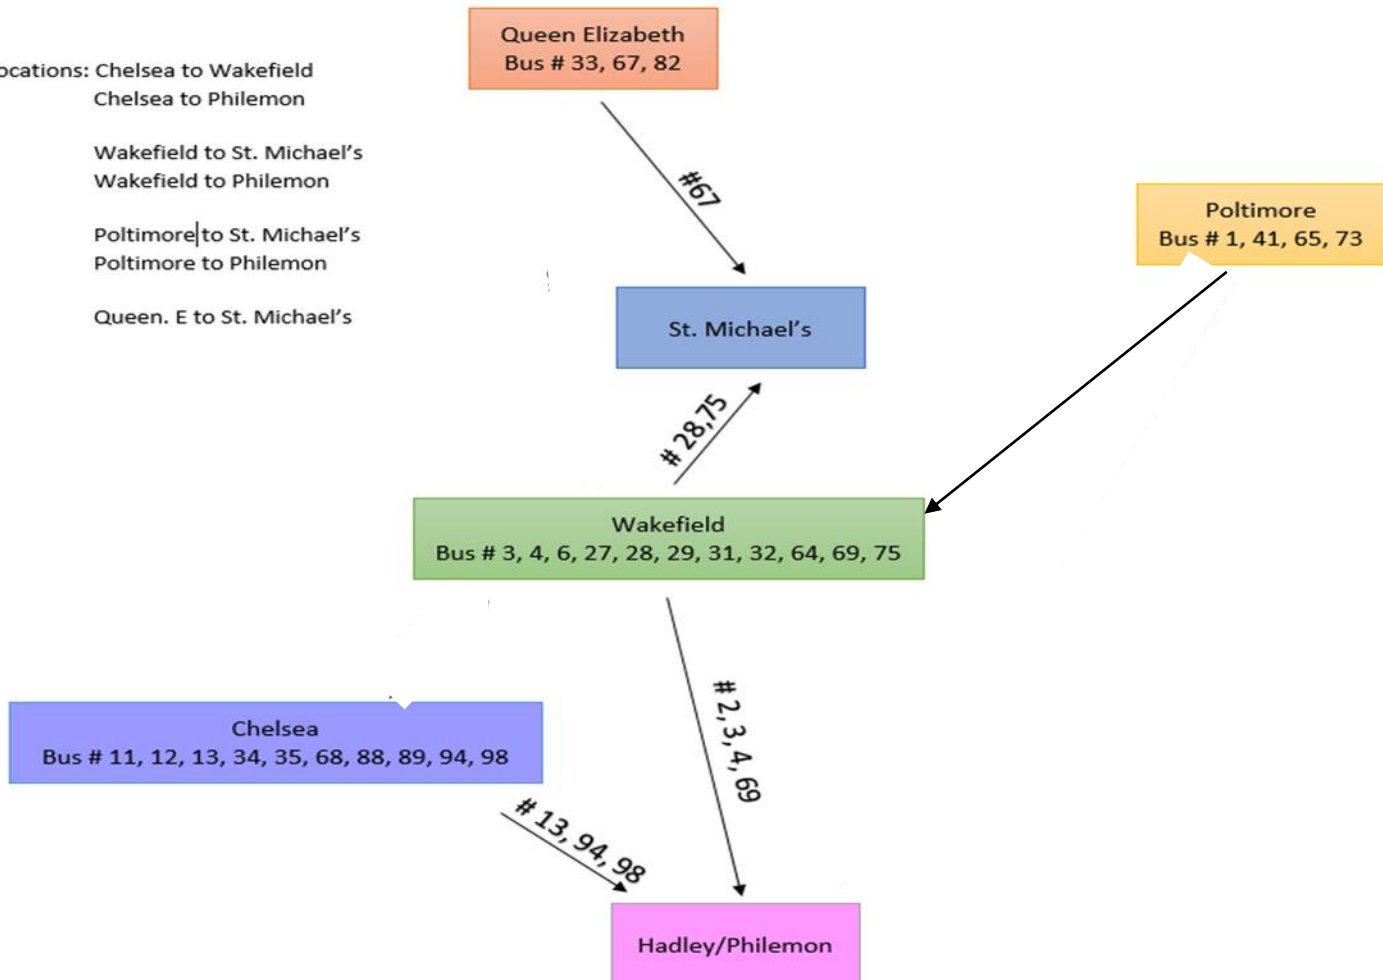 Queen Elizabeth
Bus # 33, 67, 82
ocations: Chelsea to Wakefield
Chelsea to Philemon
Wakefield to St. Michael's
Wakefield to Philemon
Poltimore to St. Michael's
Poltimore to Philemon
Queen. E to St. Michael's
#67
Poltimore
Bus # 1, 41, 65, 73
St. Michael's
# 28,75
Wakefield
Bus # 3, 4, 6, 27, 28, 29, 31, 32, 64, 69, 75
# 2, 3, 4, 69
Chelsea
Bus # 11, 12, 13, 34, 35, 68, 88, 89, 94, 98
# 13, 94, 98
Hadley/Philemon